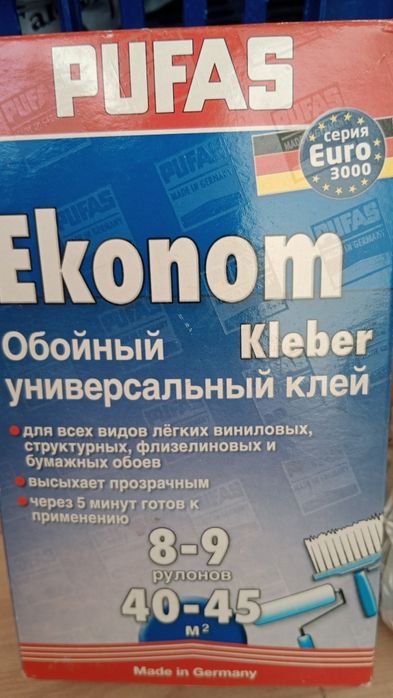 PUFAS
серия
Euro
3000
Ekonom
Kleber
Обойный
универсальный клей
для всех видов лёгких виниловых,
структурных, флизелиновых и
бумажных обоев
высыхает прозрачным
через 5 минут готов к
применению
8-9
рулонов
40-45
м²
Made in Germany